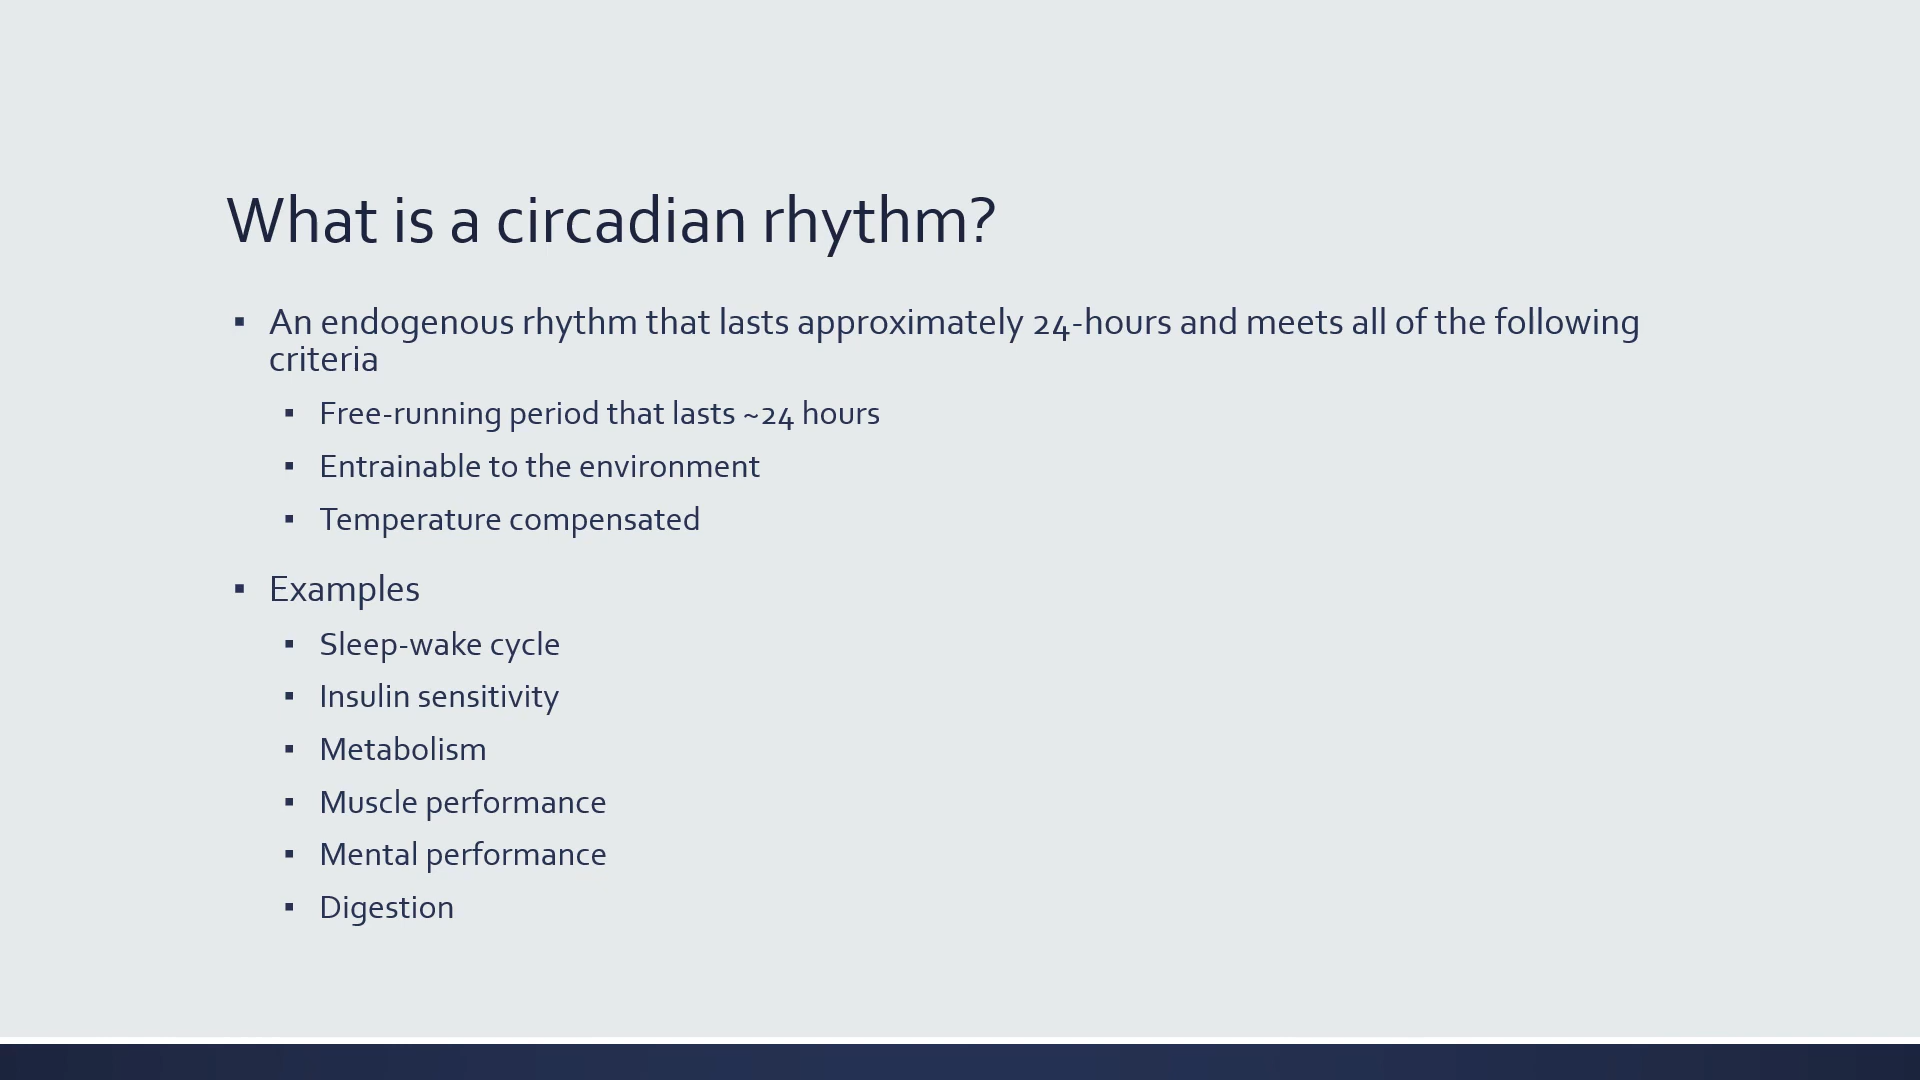 What is a circadian rhythm?
▪ An endogenous rhythm that lasts approximately 24-hours and meets all of the following
criteria
▪ Free-running period that lasts ~24 hours
▪ Entrainable to the environment
▪ Temperature compensated
▪ Examples
▪ Sleep-wake cycle
▪ Insulin sensitivity
▪ Metabolism
▪ Muscle performance
▪ Mental performance
▪ Digestion